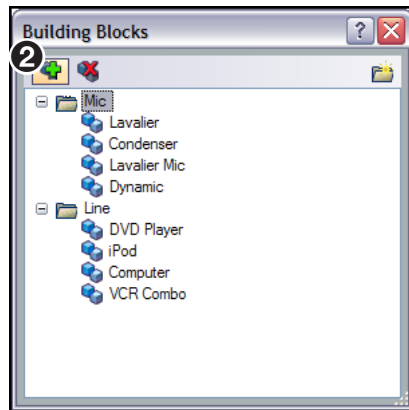 Building Blocks
?
2
Mic
Lavalier
Condenser
Lavalier Mic
Dynamic
Line
DVD Player
iPod
Computer
VCR Combo